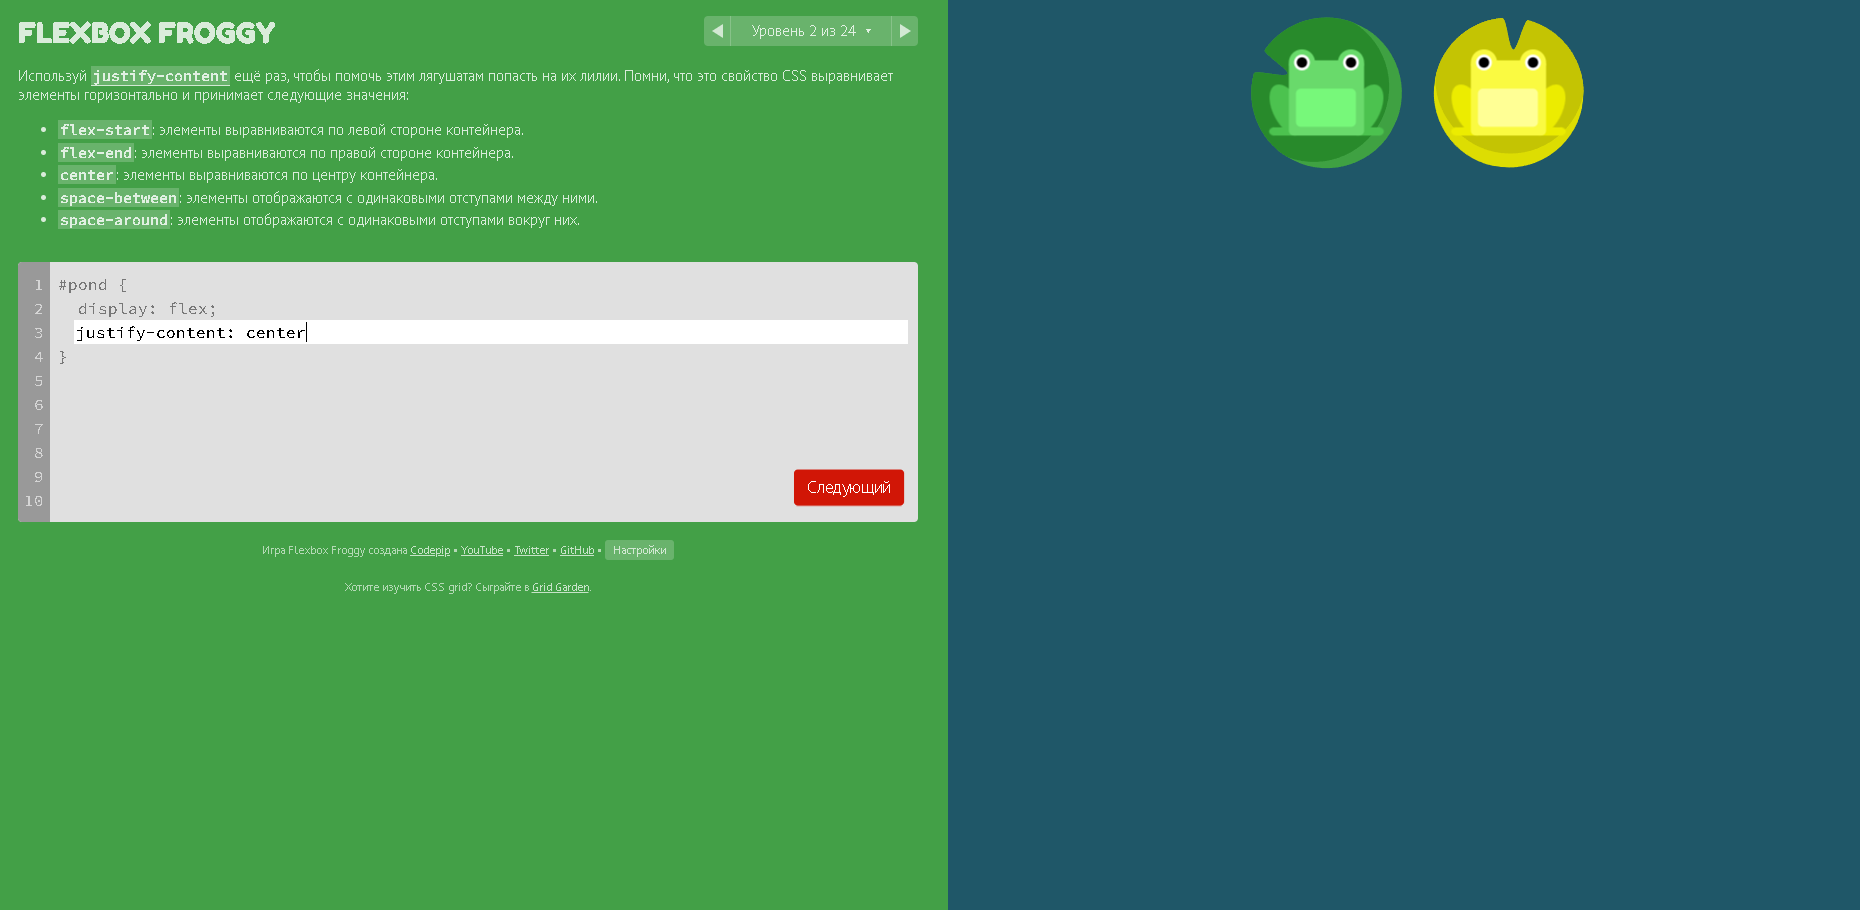 FLEXBOX FROGGY
Уровень 2 из 24 ▼
Используй justify-content ещё раз, чтобы помочь этим лягушатам попасть на их лилии. Помни, что это свойство CSS выравнивает
элементы горизонтально и принимает следующие значения:
• flex-start: элементы выравниваются по левой стороне контейнера.
• flex-end: элементы выравниваются по правой стороне контейнера.
• center: элементы выравниваются по центру контейнера.
• space-between: элементы отображаются с одинаковыми отступами между ними.
• space-around: элементы отображаются с одинаковыми отступами вокруг них.
1 #pond {
2 display: flex;
3 justify-content: center
4 }
5
6
7
8
9
10
Следующий
Игра Flexbox Froggy создана Codepip • YouTube • Twitter • GitHub • Настройки
Хотите изучить CSS grid? Сыграйте в Grid Garden.